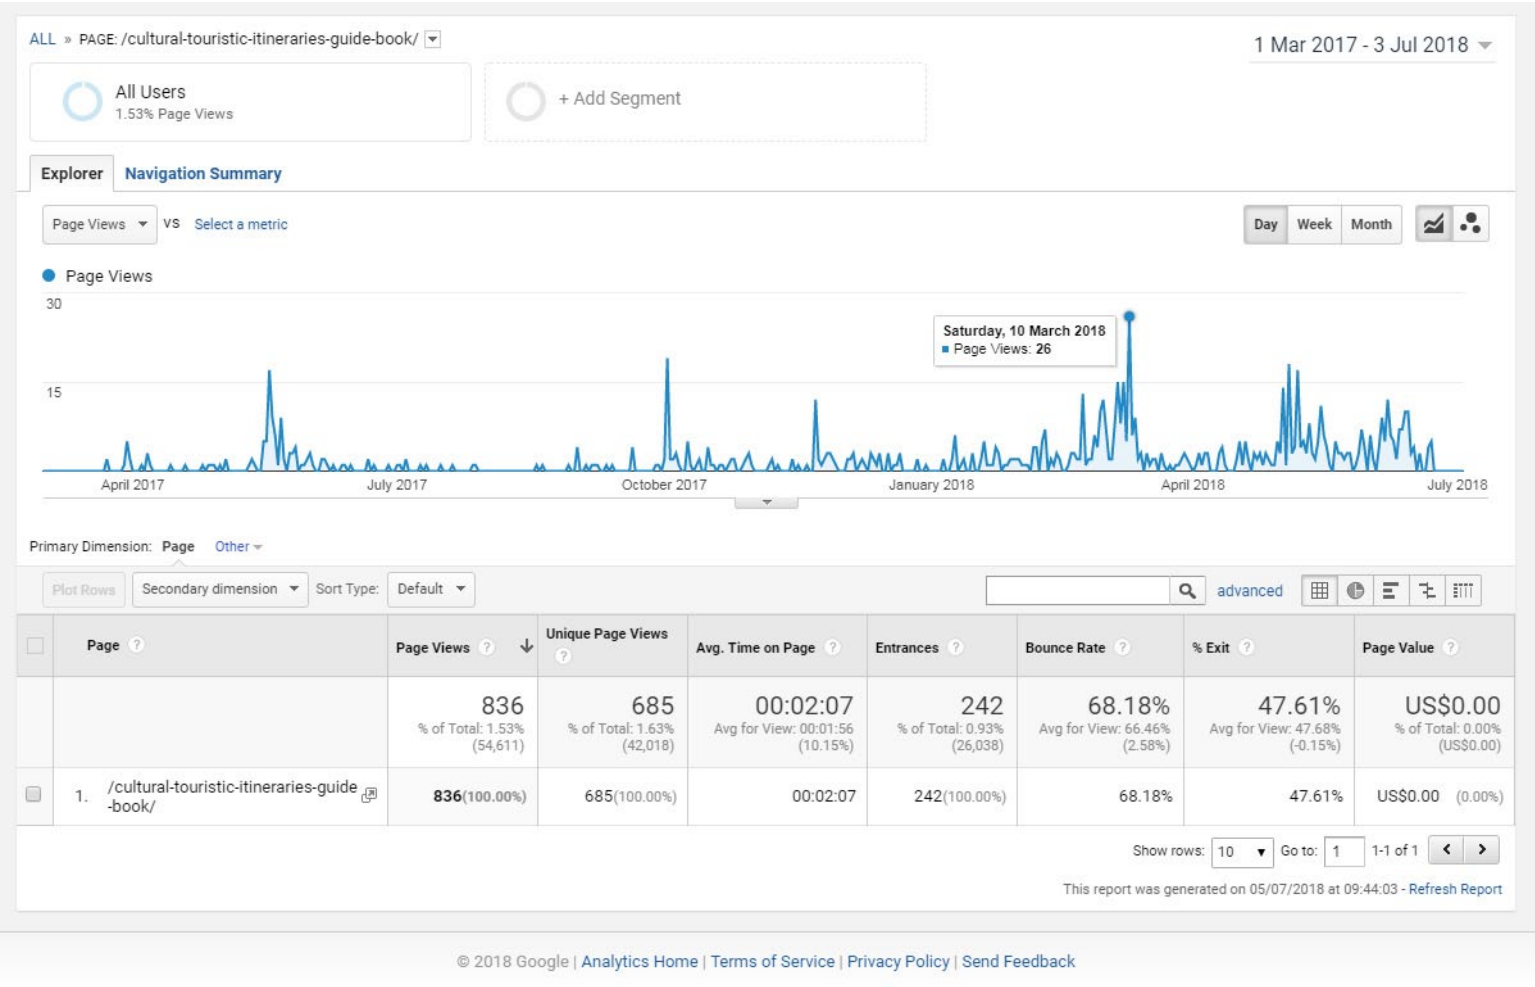 ALL » PAGE: /cultural-touristic-itineraries-guide-book/
1 Mar 2017 - 3 Jul 2018
All Users
1.53% Page Views
+ Add Segment
Explorer Navigation Summary
Page Views VS Select a metric
Day Week Month
Page Views
30
15
Saturday, 10 March 2018
Page Views: 26
April 2017 July 2017 October 2017 January 2018 April 2018 July 2018
Primary Dimension: Page Other
Plot Rows Secondary dimension Sort Type: Default advanced
Page ? Page Views ? Unique Page Views ? Avg. Time on Page ? Entrances ? Bounce Rate ? % Exit ? Page Value ?
836 685 00:02:07 242 68.18% 47.61% US$0.00
% of Total: 1.53% % of Total: 1.63% Avg for View: 00:01:56 % of Total: 0.93% Avg for View: 66.46% Avg for View: 47.68% % of Total: 0.00%
(54,611) (42,018) (10.15%) (26,038) (2.58%) (-0.15%) (US$0.00)
1. /cultural-touristic-itineraries-guide
-book/
836(100.00%) 685(100.00%) 00:02:07 242(100.00%) 68.18% 47.61% US$0.00 (0.00%)
Show rows: 10 Go to: 1 1-1 of 1
This report was generated on 05/07/2018 at 09:44:03 - Refresh Report
© 2018 Google | Analytics Home | Terms of Service | Privacy Policy | Send Feedback